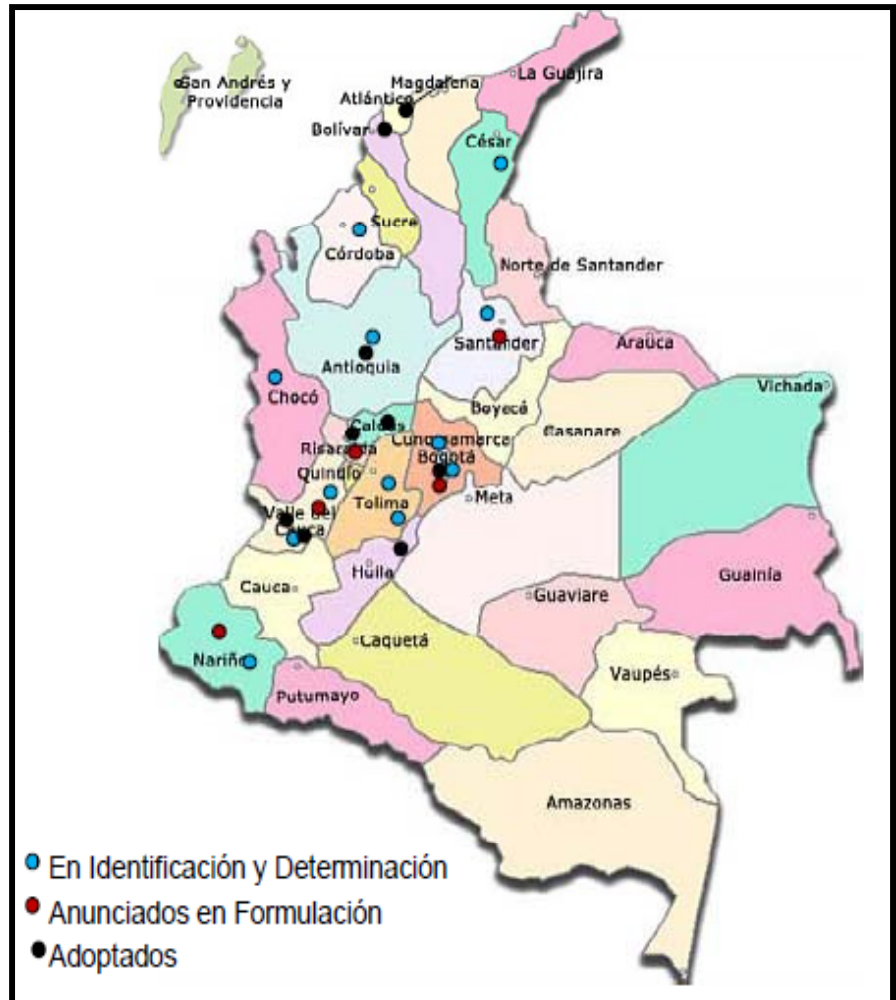 San Andrés y
Providencia
La Guajira
Magdalena
Atlántico
Bolívar
César
Sucre
Córdoba
Norte de Santander
Santander
Araüca
Antioquia
Vichada
Chocó
Boyacá
Casanare
Caldas
Cundinamarca
Risaralda
Bogotá
Quindío
Meta
Tolima
Valle del
Cauca
Huila
Guainía
Cauca
Guaviare
Caquetá
Nariño
Vaupés
Putumayo
Amazonas
En Identificación y Determinación
Anunciados en Formulación
Adoptados